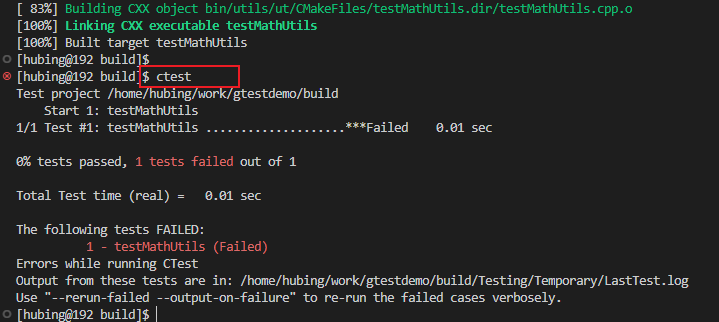 [ 83%] Building CXX object bin/utils/ut/CMakeFiles/testMathUtils.dir/testMathUtils.cpp.o
[100%] Linking CXX executable testMathUtils
[100%] Built target testMathUtils
[hubing@192 build]$
[hubing@192 build]$ ctest
Test project /home/hubing/work/gtestdemo/build
    Start 1: testMathUtils
1/1 Test #1: testMathUtils ....................***Failed    0.01 sec
0% tests passed, 1 tests failed out of 1
Total Test time (real) =   0.01 sec
The following tests FAILED:
          1 - testMathUtils (Failed)
Errors while running CTest
Output from these tests are in: /home/hubing/work/gtestdemo/build/Testing/Temporary/LastTest.log
Use "--rerun-failed --output-on-failure" to re-run the failed cases verbosely.
[hubing@192 build]$